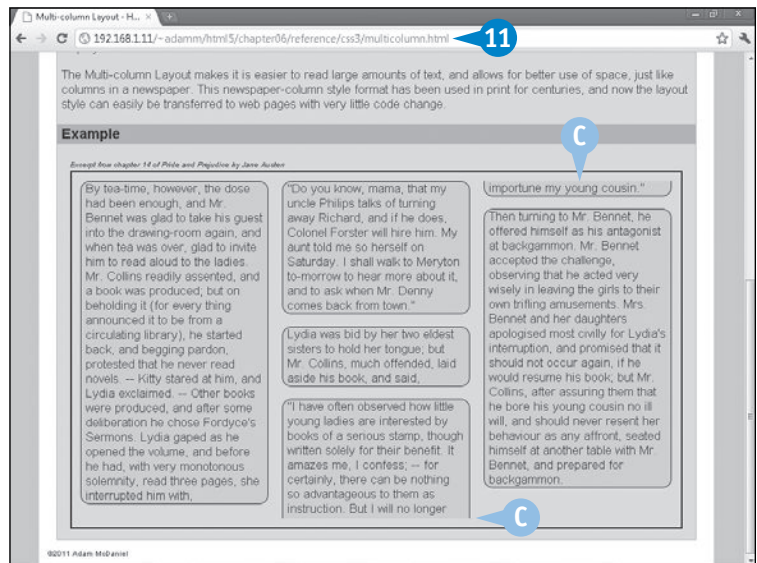 Multi-column Layout - H...
192.168.1.11/~adamm/html5/chapter06/reference/css3/multicolumn.html
11
The Multi-column Layout makes it is easier to read large amounts of text, and allows for better use of space, just like
columns in a newspaper. This newspaper-column style format has been used in print for centuries, and now the layout
style can easily be transferred to web pages with very little code change.
Example
C
Excerpt from chapter 14 of Pride and Prejudice by Jane Austen
By tea-time, however, the dose
had been enough, and Mr.
Bennet was glad to take his guest
into the drawing-room again, and
when tea was over, glad to invite
him to read aloud to the ladies.
Mr. Collins readily assented, and
a book was produced; but on
beholding it (for every thing
announced it to be from a
circulating library), he started
back, and begging pardon,
protested that he never read
novels. -- Kitty stared at him, and
Lydia exclaimed. -- Other books
were produced, and after some
deliberation he chose Fordyce's
Sermons. Lydia gaped as he
opened the volume, and before
he had, with very monotonous
solemnity, read three pages, she
interrupted him with,
"Do you know, mama, that my
uncle Philips talks of turning
away Richard, and if he does,
Colonel Forster will hire him. My
aunt told me so herself on
Saturday. I shall walk to Meryton
to-morrow to hear more about it,
and to ask when Mr. Denny
comes back from town."
Lydia was bid by her two eldest
sisters to hold her tongue; but
Mr. Collins, much offended, laid
aside his book, and said,
"I have often observed how little
young ladies are interested by
books of a serious stamp, though
written solely for their benefit. It
amazes me, I confess; -- for
certainly, there can be nothing
so advantageous to them as
instruction. But I will no longer
importune my young cousin."
Then turning to Mr. Bennet, he
offered himself as his antagonist
at backgammon. Mr. Bennet
accepted the challenge,
observing that he acted very
wisely in leaving the girls to their
own trifling amusements. Mrs.
Bennet and her daughters
apologised most civilly for Lydia's
interruption, and promised that it
should not occur again, if he
would resume his book; but Mr.
Collins, after assuring them that
he bore his young cousin no ill
will, and should never resent her
behaviour as any affront, seated
himself at another table with Mr.
Bennet, and prepared for
backgammon.
C
©2011 Adam McDaniel